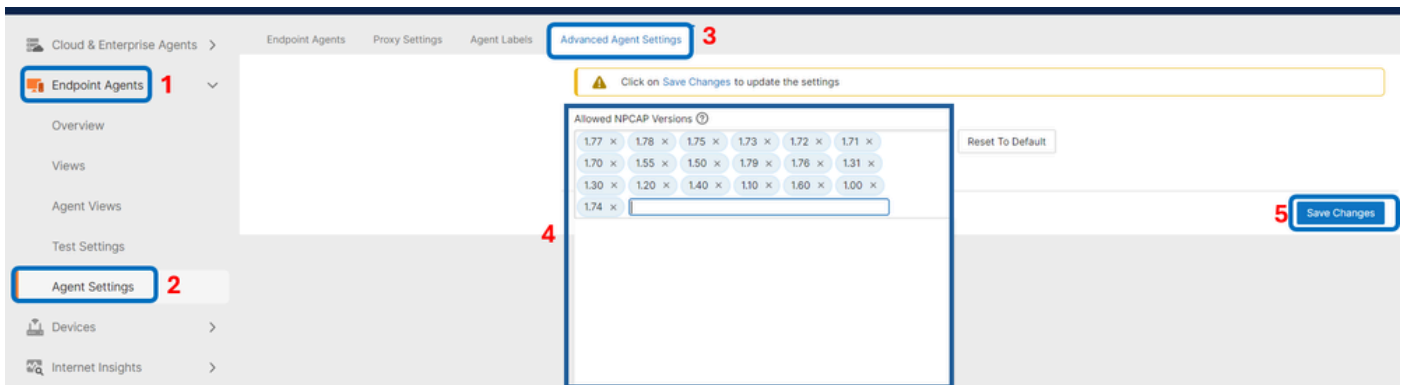 Cloud & Enterprise Agents
Endpoint Agents 1
Overview
Views
Agent Views
Test Settings
Agent Settings 2
Devices
Internet Insights
Endpoint Agents Proxy Settings Agent Labels Advanced Agent Settings 3
Click on Save Changes to update the settings
Allowed NPCAP Versions ?
1.77 × 1.78 × 1.75 × 1.73 × 1.72 × 1.71 ×
1.70 × 1.55 × 1.50 × 1.79 × 1.76 × 1.31 ×
1.30 × 1.20 × 1.40 × 1.10 × 1.60 × 1.00 ×
1.74 ×
4
Reset To Default
5 Save Changes